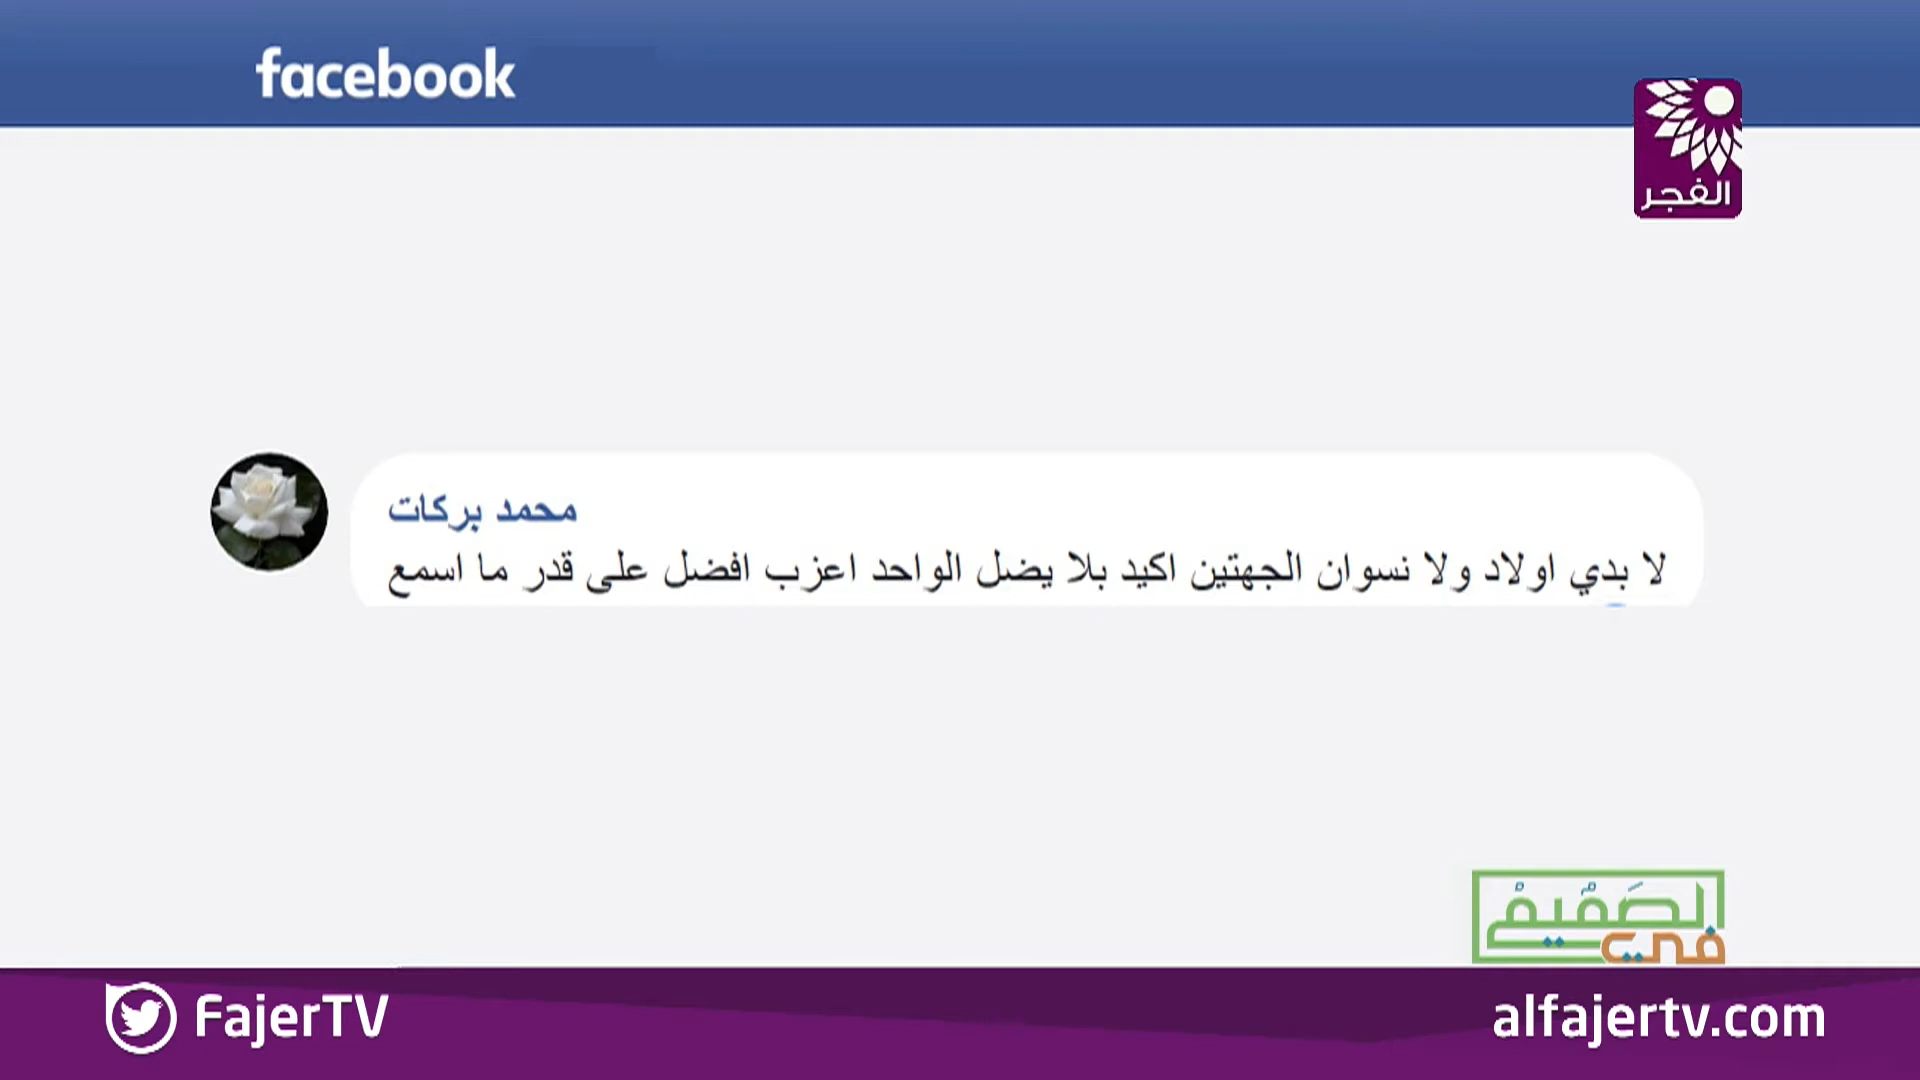 facebook
الفجر
محمد بركات
لا بدي اولاد ولا نسوان الجهتين اكيد بلا يضل الواحد اعزب افضل على قدر ما اسمع
في الصميم
FajerTV
alfajertv.com